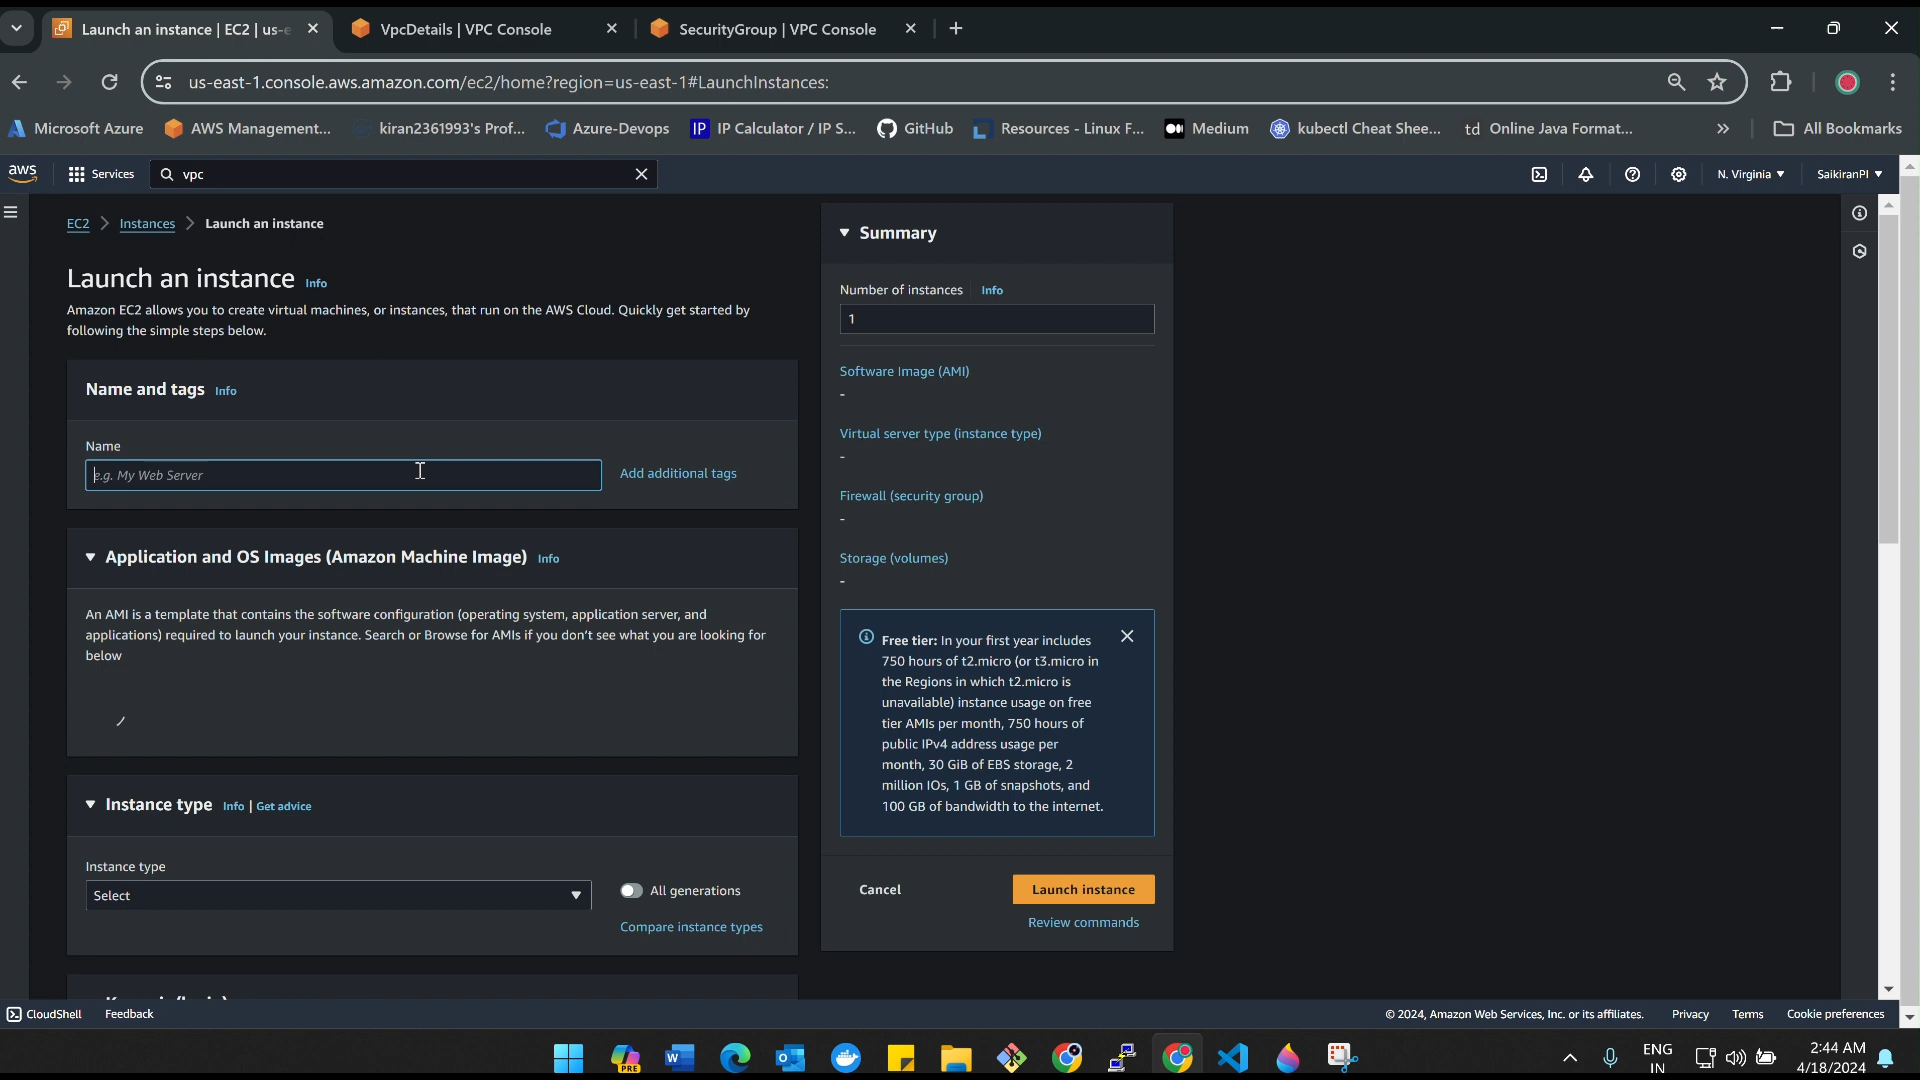 Launch an instance | EC2 | us-e
VpcDetails | VPC Console
SecurityGroup | VPC Console
us-east-1.console.aws.amazon.com/ec2/home?region=us-east-1#LaunchInstances:
Microsoft Azure
AWS Management...
kiran2361993's Prof...
Azure-Devops
IP
IP Calculator / IP S...
GitHub
Resources - Linux F...
Medium
kubectl Cheat Shee...
td
Online Java Format...
All Bookmarks
aws
Services
vpc
N. Virginia
SaikiranPI
EC2
Instances
Launch an instance
Launch an instance Info
Amazon EC2 allows you to create virtual machines, or instances, that run on the AWS Cloud. Quickly get started by
following the simple steps below.
Name and tags Info
Name
e.g. My Web Server
Add additional tags
Application and OS Images (Amazon Machine Image) Info
An AMI is a template that contains the software configuration (operating system, application server, and
applications) required to launch your instance. Search or Browse for AMIs if you don't see what you are looking for
below
Instance type Info | Get advice
Instance type
Select
All generations
Compare instance types
Summary
Number of instances Info
1
Software Image (AMI)
-
Virtual server type (instance type)
-
Firewall (security group)
-
Storage (volumes)
-
Free tier: In your first year includes
750 hours of t2.micro (or t3.micro in
the Regions in which t2.micro is
unavailable) instance usage on free
tier AMIs per month, 750 hours of
public IPv4 address usage per
month, 30 GiB of EBS storage, 2
million IOs, 1 GB of snapshots, and
100 GB of bandwidth to the internet.
Cancel
Launch instance
Review commands
CloudShell
Feedback
© 2024, Amazon Web Services, Inc. or its affiliates.
Privacy
Terms
Cookie preferences
PRE
ENG
IN
2:44 AM
4/18/2024